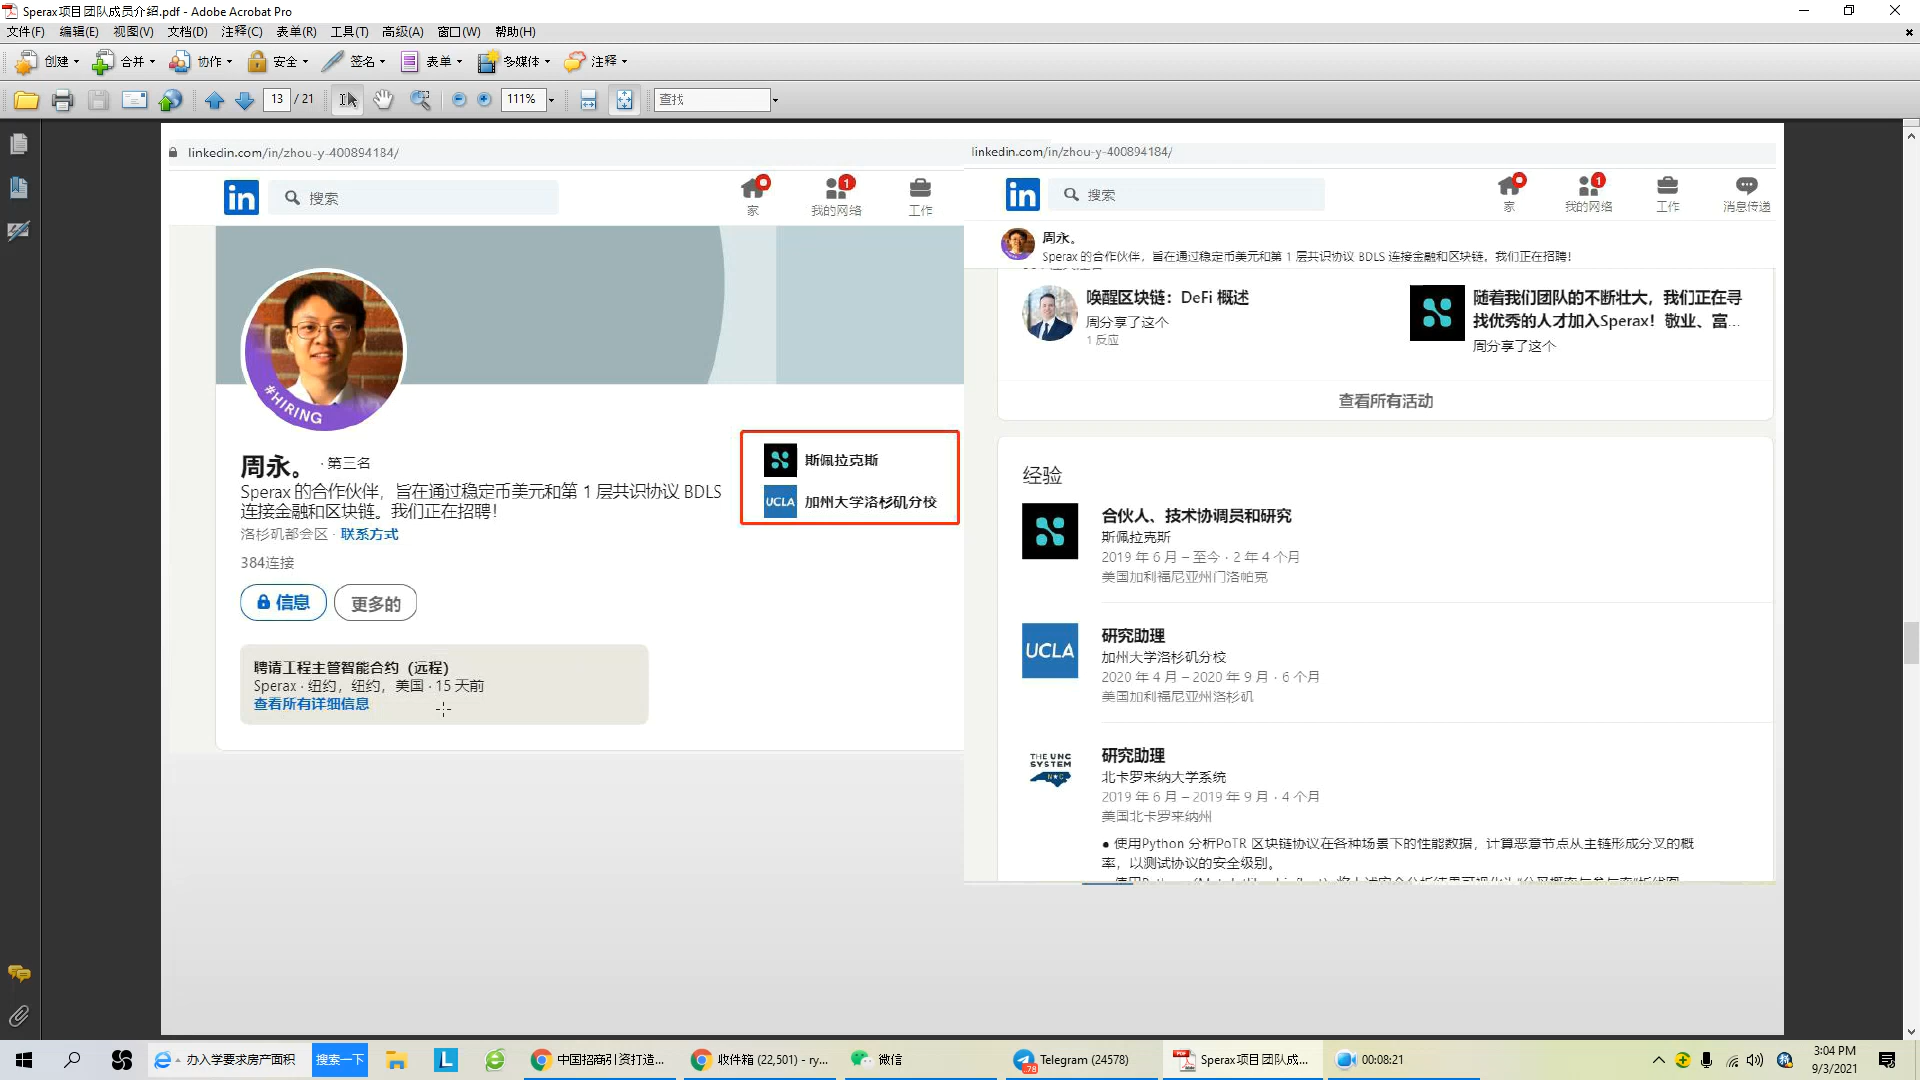 Sperax项目团队成员介绍.pdf - Adobe Acrobat Pro
文件(F) 编辑(E) 视图(V) 文档(D) 注释(C) 表单(R) 工具(T) 高级(A) 窗口(W) 帮助(H)
创建 合并 协作 安全 签名 表单 多媒体 注释
13 / 21 111% 查找
linkedin.com/in/zhou-y-400894184/
in 搜索
家
1 我的网络
工作
#HIRING
周永。 · 第三名
Sperax 的合作伙伴，旨在通过稳定币美元和第 1 层共识协议 BDLS
连接金融和区块链。我们正在招聘！
洛杉矶都会区 · 联系方式
384连接
信息 更多的
斯佩拉克斯
UCLA 加州大学洛杉矶分校
聘请工程主管智能合约（远程）
Sperax · 纽约，纽约，美国 · 15 天前
查看所有详细信息
linkedin.com/in/zhou-y-400894184/
in 搜索
家
1 我的网络
工作
消息传递
周永。
Sperax 的合作伙伴，旨在通过稳定币美元和第 1 层共识协议 BDLS 连接金融和区块链。我们正在招聘！
唤醒区块链：DeFi 概述
周分享了这个
1 反应
随着我们团队的不断壮大，我们正在寻
找优秀的人才加入Sperax！敬业、富...
周分享了这个
查看所有活动
经验
合伙人、技术协调员和研究
斯佩拉克斯
2019 年 6 月 – 至今 · 2 年 4 个月
美国加利福尼亚州门洛帕克
UCLA
研究助理
加州大学洛杉矶分校
2020 年 4 月 – 2020 年 9 月 · 6 个月
美国加利福尼亚州洛杉矶
THE UNC
SYSTEM
研究助理
北卡罗来纳大学系统
2019 年 6 月 – 2019 年 9 月 · 4 个月
美国北卡罗来纳州
● 使用Python 分析PoTR 区块链协议在各种场景下的性能数据，计算恶意节点从主链形成分叉的概
率，以测试协议的安全级别。
办入学要求房产面积 搜索一下
L
中国招商引资打造...
收件箱 (22,501) - ry...
微信
78 Telegram (24578)
Sperax项目团队成...
00:08:21
3:04 PM
9/3/2021